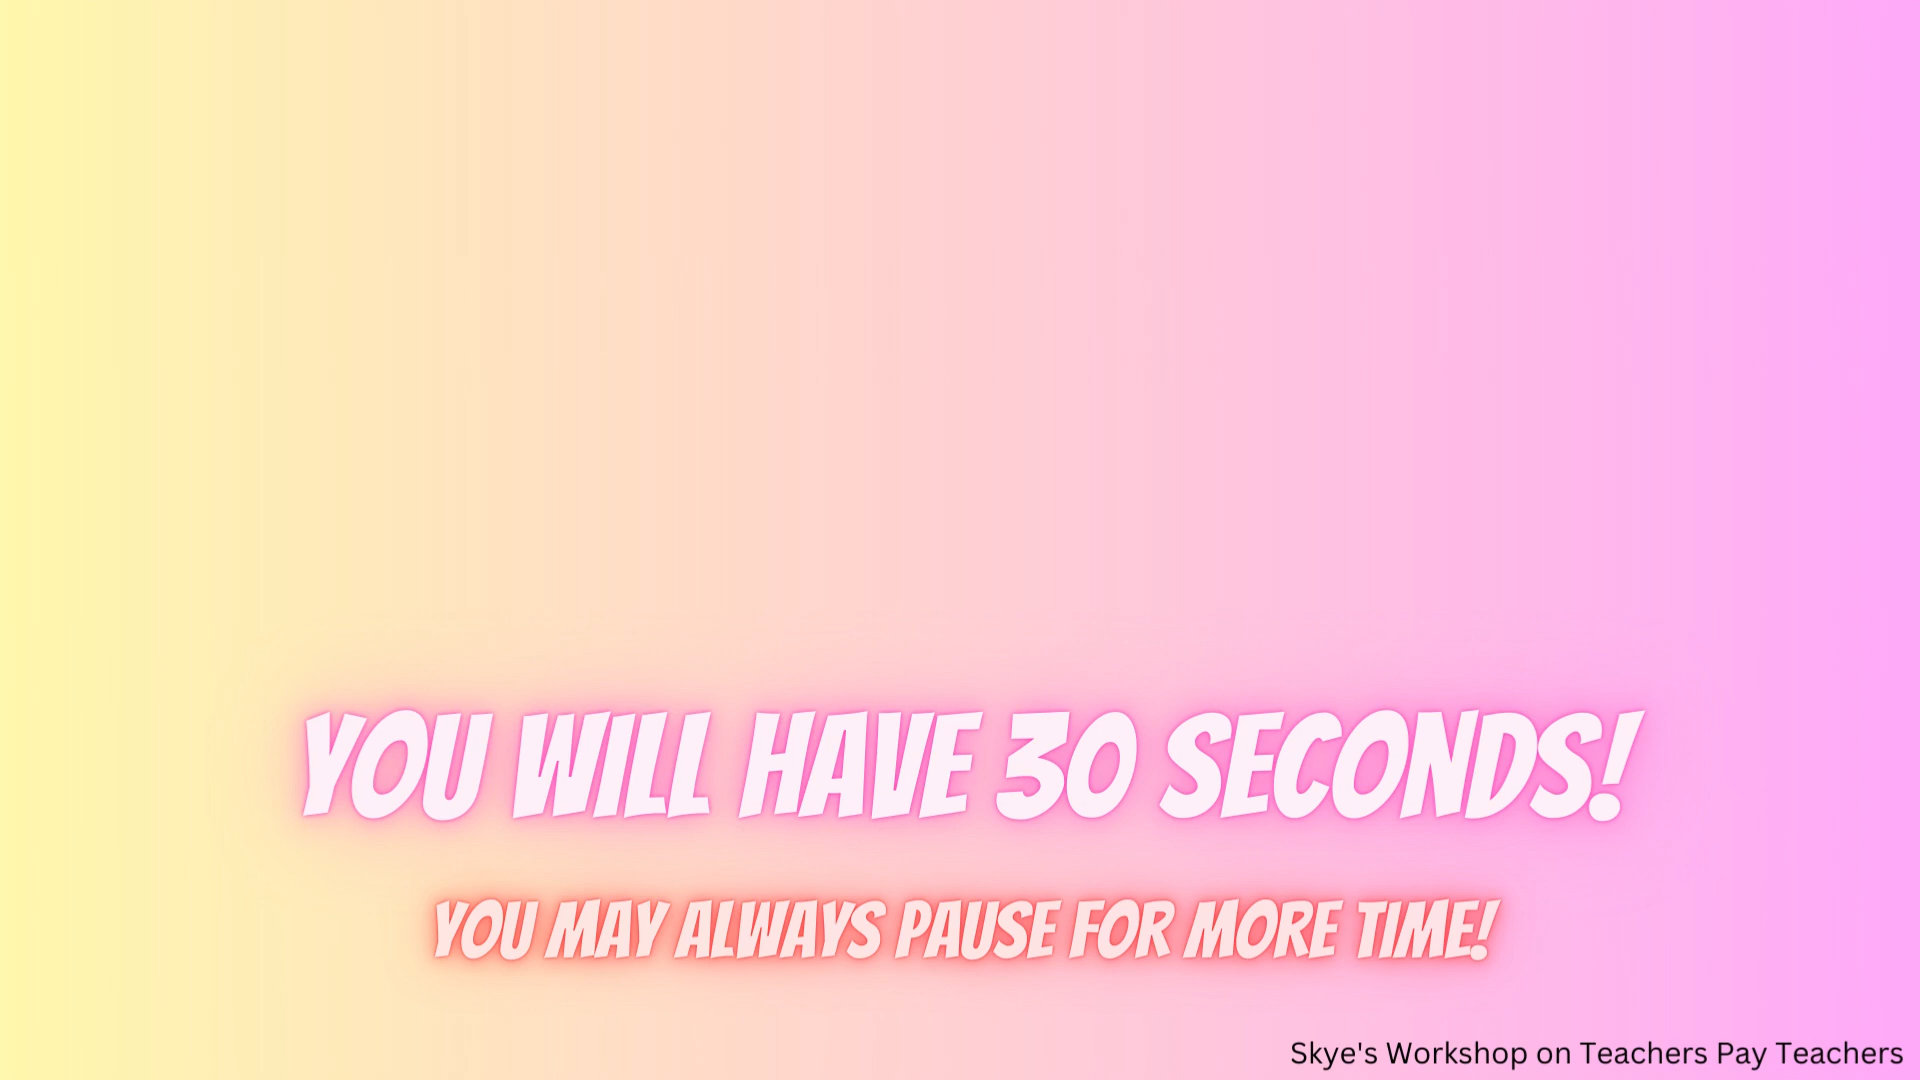 YOU WILL HAVE 30 SECONDS!
YOU MAY ALWAYS PAUSE FOR MORE TIME!
Skye's Workshop on Teachers Pay Teachers